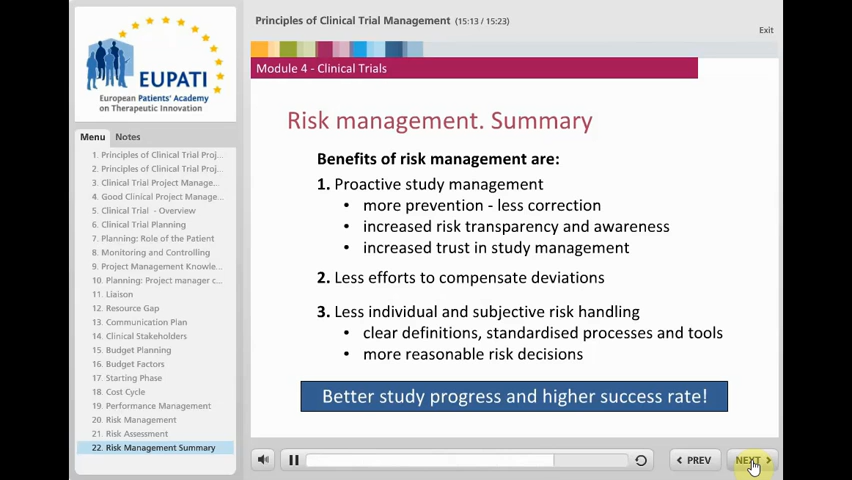 Principles of Clinical Trial Management (15:13 / 15:23)
Exit
EUPATI
European Patients' Academy
on Therapeutic Innovation
Module 4 - Clinical Trials
Menu
Notes
1. Principles of Clinical Trial Proj...
2. Principles of Clinical Trial Proj...
3. Clinical Trial Project Manage...
4. Good Clinical Project Manage...
5. Clinical Trial - Overview
6. Clinical Trial Planning
7. Planning: Role of the Patient
8. Monitoring and Controlling
9. Project Management Knowle...
10. Planning: Project manager c...
11. Liaison
12. Resource Gap
13. Communication Plan
14. Clinical Stakeholders
15. Budget Planning
16. Budget Factors
17. Starting Phase
18. Cost Cycle
19. Performance Management
20. Risk Management
21. Risk Assessment
22. Risk Management Summary
Risk management. Summary
Benefits of risk management are:
1. Proactive study management
• more prevention - less correction
• increased risk transparency and awareness
• increased trust in study management
2. Less efforts to compensate deviations
3. Less individual and subjective risk handling
• clear definitions, standardised processes and tools
• more reasonable risk decisions
Better study progress and higher success rate!
PREV
NEXT